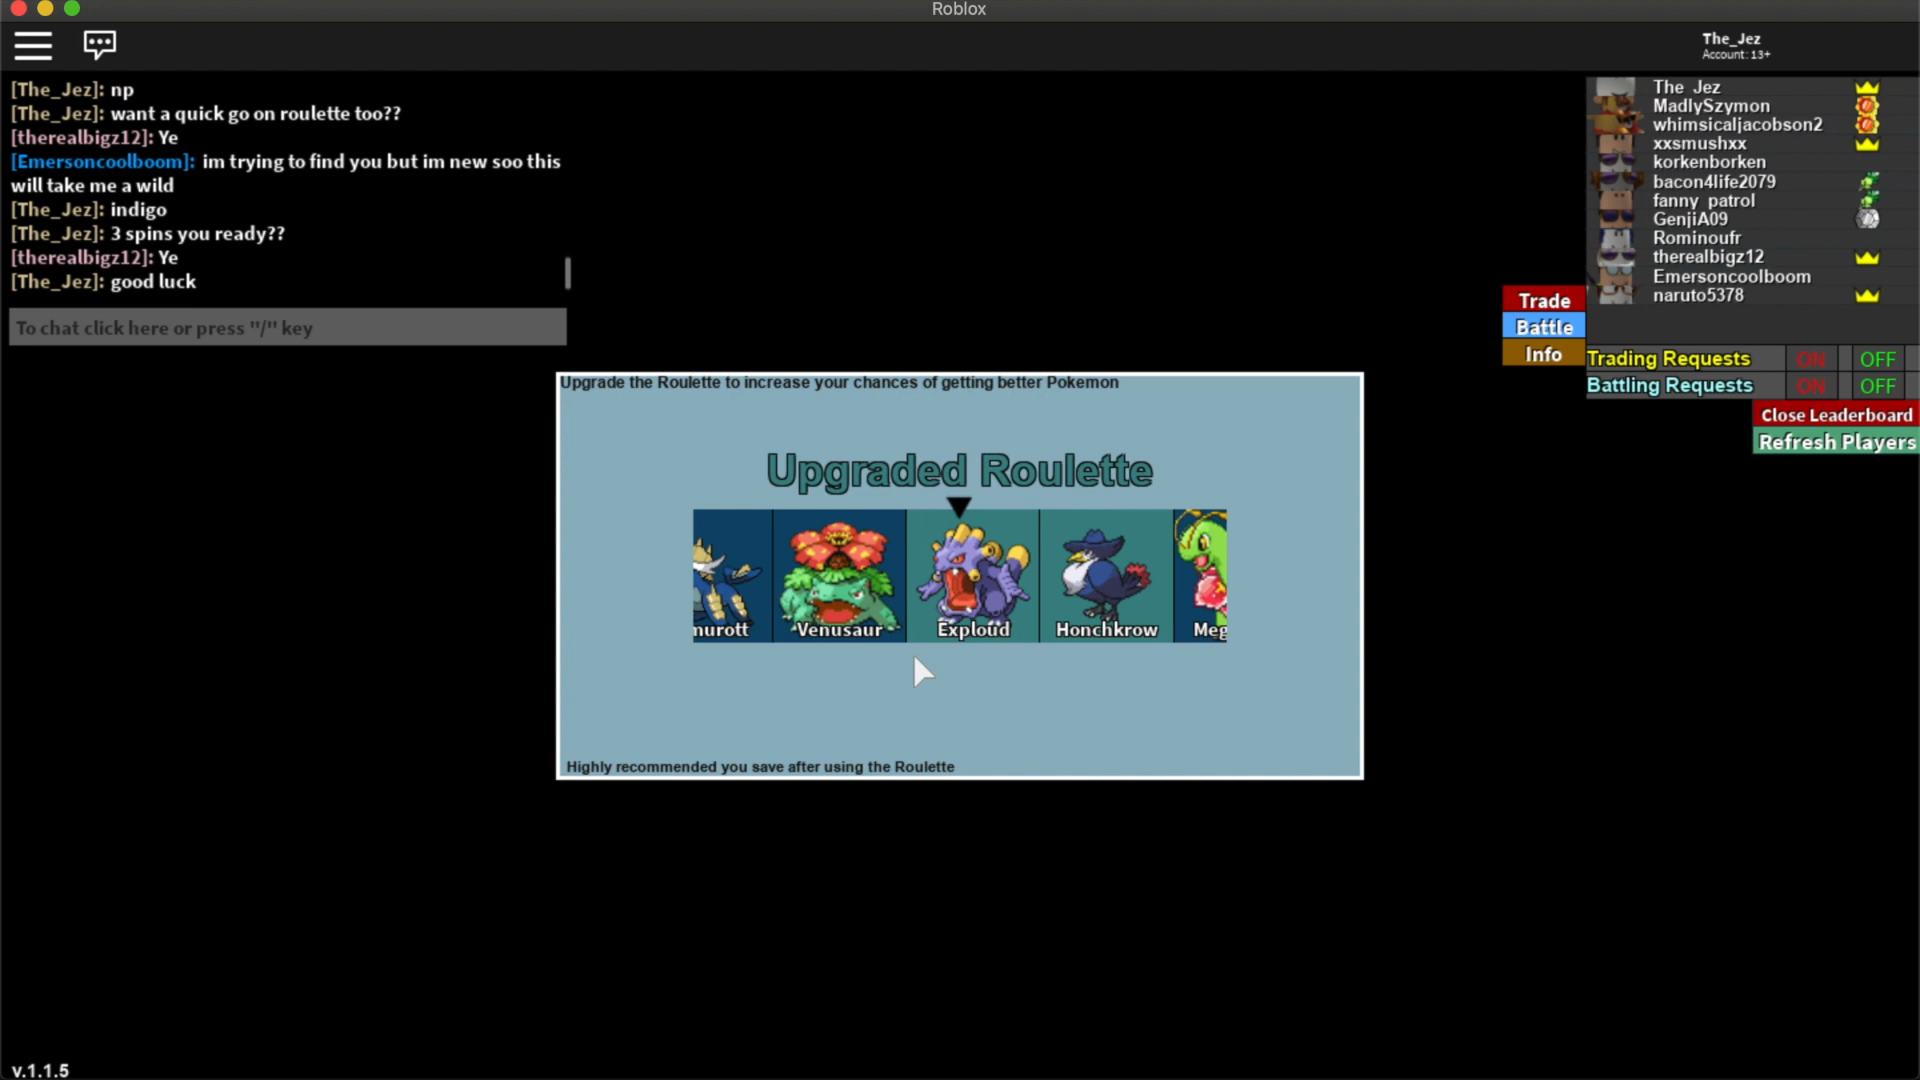 Roblox
The_Jez
Account: 13+
[The_Jez]: np
[The_Jez]: want a quick go on roulette too??
[therealbigz12]: Ye
[Emersoncoolboom]: im trying to find you but im new soo this
will take me a wild
[The_Jez]: indigo
[The_Jez]: 3 spins you ready??
[therealbigz12]: Ye
[The_Jez]: good luck
To chat click here or press "/" key
The_Jez
MadlySzymon
whimsicaljacobson2
xxsmushxx
korkenborken
bacon4life2079
fanny_patrol
GenjiA09
Rominoufr
therealbigz12
Emersoncoolboom
naruto5378
Trade
Battle
Info
Trading Requests ON OFF
Battling Requests ON OFF
Close Leaderboard
Refresh Players
Upgrade the Roulette to increase your chances of getting better Pokemon
Upgraded Roulette
murott Venusaur Exploud Honchkrow Meg
Highly recommended you save after using the Roulette
v.1.1.5